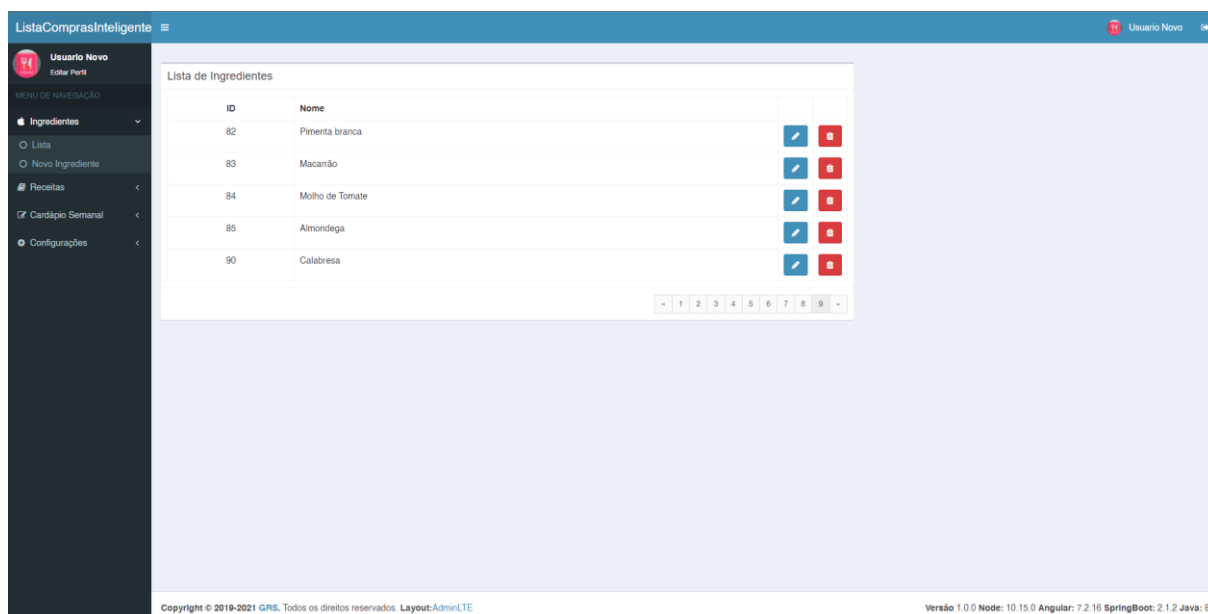 ListaComprasInteligente
Usuario Novo
Usuario Novo
Editar Perfil
MENU DE NAVEGAÇÃO
Ingredientes
Lista
Novo Ingrediente
Receitas
Cardápio Semanal
Configurações
Lista de Ingredientes
ID Nome
82 Pimenta branca
83 Macarrão
84 Molho de Tomate
85 Almondega
90 Calabresa
« 1 2 3 4 5 6 7 8 9 »
Copyright © 2019-2021 GRS. Todos os direitos reservados. Layout:AdminLTE
Versão 1.0.0 Node: 10.15.0 Angular: 7.2.16 SpringBoot: 2.1.2 Java: 8